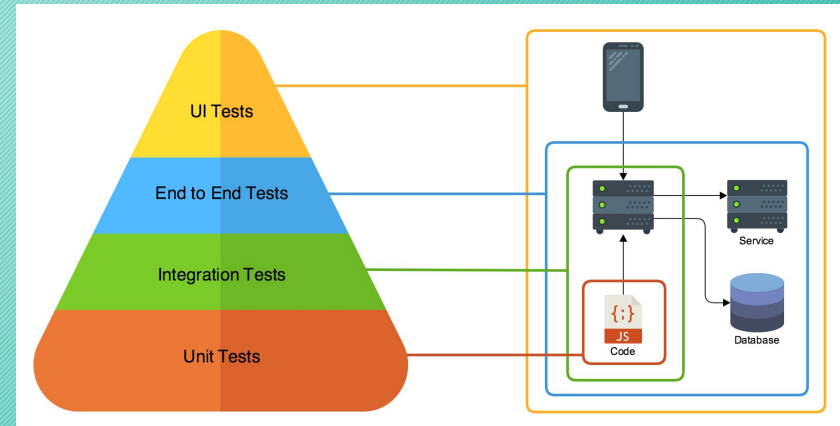 UI Tests
End to End Tests
Integration Tests
Unit Tests
Service
Database
{;}
JS
Code